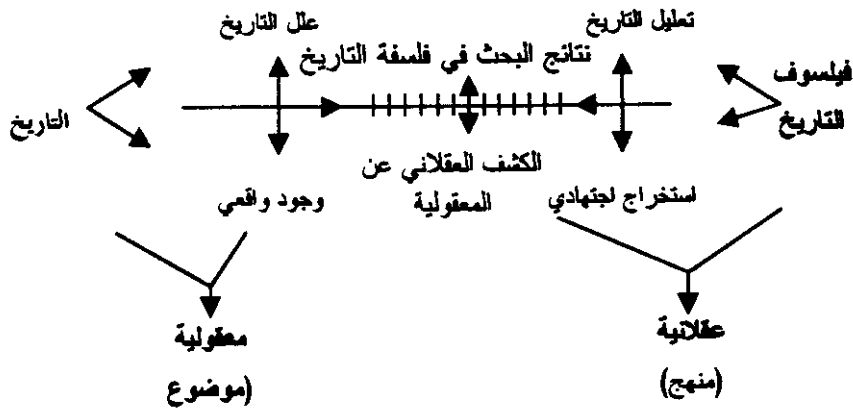 علل التاريخ
تعليل التاريخ
نتائج البحث في فلسفة التاريخ
فيلسوف
التاريخ
التاريخ
الكشف العقلاني عن
المعقولية
وجود واقعي
استخراج اجتهادي
معقولية
(موضوع)
عقلانية
(منهج)